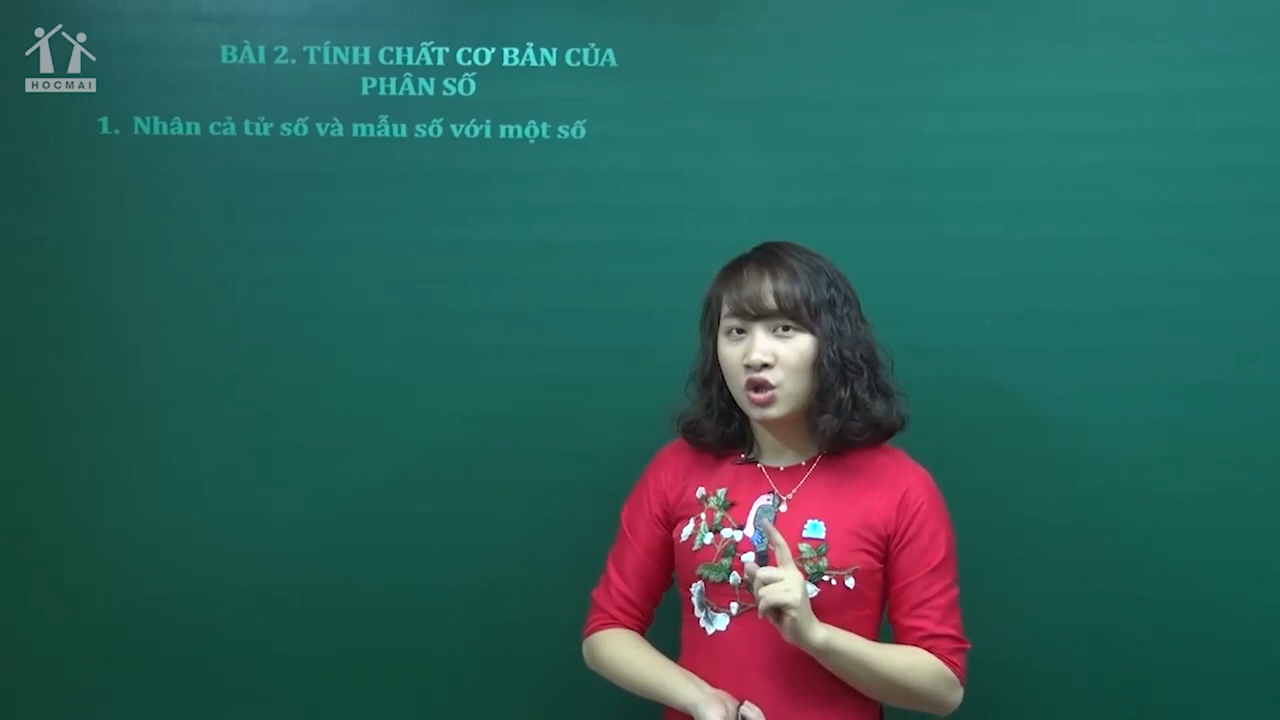 HOCMAI
BÀI 2. TÍNH CHẤT CƠ BẢN CỦA
PHÂN SỐ
1. Nhân cả tử số và mẫu số với một số